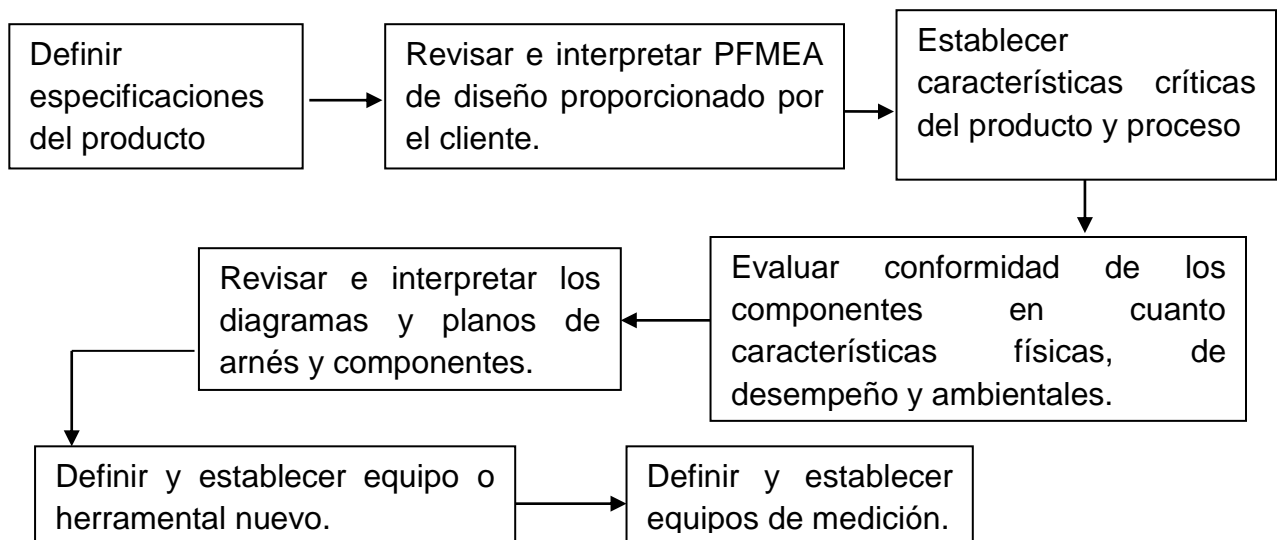 Definir
especificaciones
del producto
Revisar e interpretar PFMEA
de diseño proporcionado por
el cliente.
Establecer
características críticas
del producto y proceso
Evaluar conformidad de los
componentes en cuanto
características físicas, de
desempeño y ambientales.
Revisar e interpretar los
diagramas y planos de
arnés y componentes.
Definir y establecer equipo o
herramental nuevo.
Definir y establecer
equipos de medición.